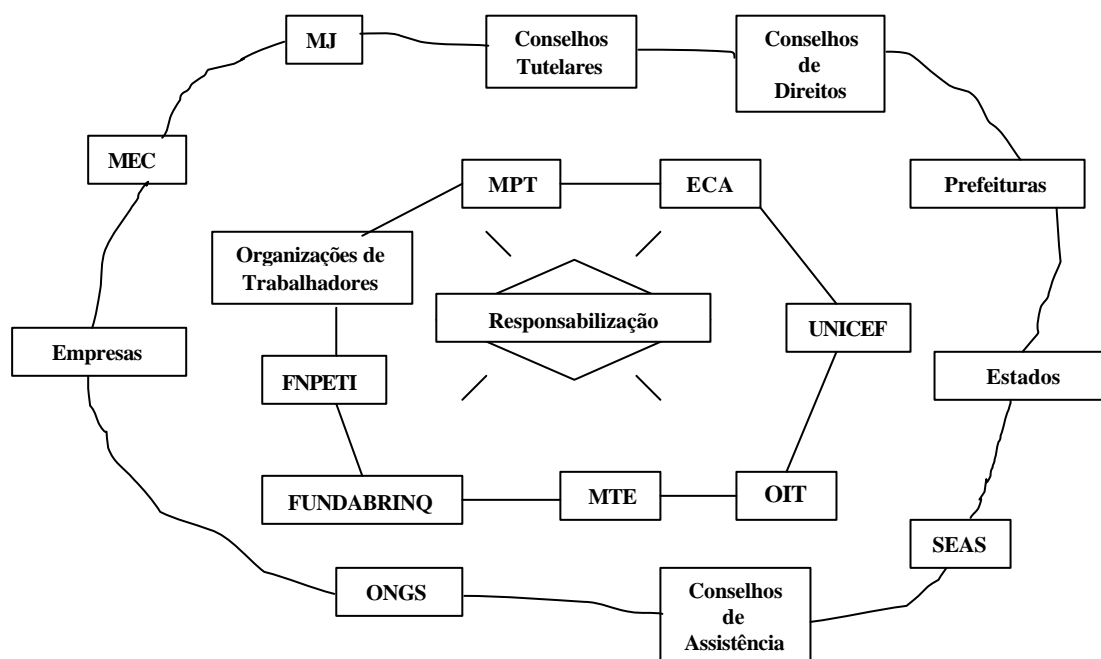 MJ
Conselhos
Tutelares
Conselhos
de
Direitos
MEC
MPT
ECA
Prefeituras
Organizações de
Trabalhadores
Responsabilização
UNICEF
Empresas
FNPETI
Estados
FUNDABRINQ
MTE
OIT
SEAS
ONGS
Conselhos
de
Assistência